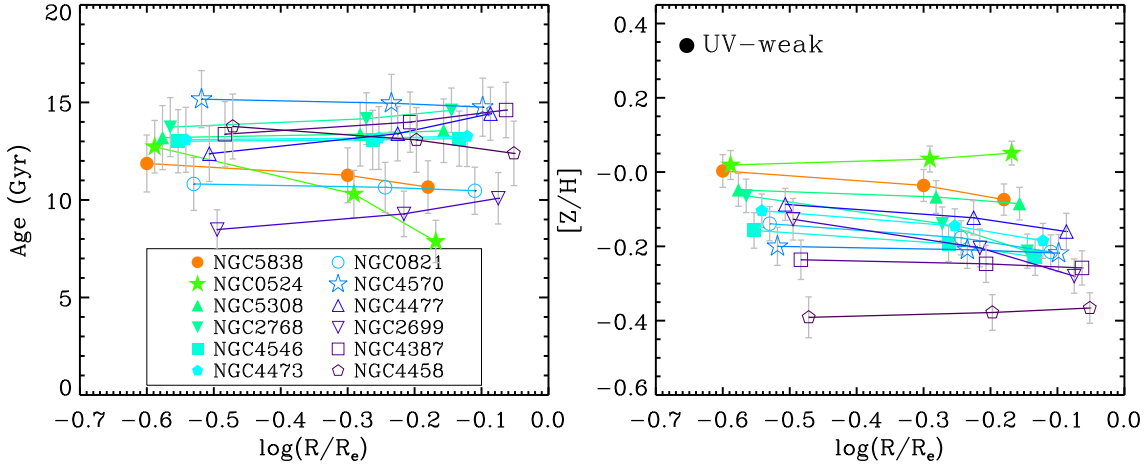 20
15
10
5
0
Age (Gyr)
NGC5838 NGC0821
NGC0524 NGC4570
NGC5308 NGC4477
NGC2768 NGC2699
NGC4546 NGC4387
NGC4473 NGC4458
−0.7 −0.6 −0.5 −0.4 −0.3 −0.2 −0.1 0.0
log(R/Re)
0.4
0.2
−0.0
−0.2
−0.4
−0.6
[Z/H]
UV−weak
−0.7 −0.6 −0.5 −0.4 −0.3 −0.2 −0.1 0.0
log(R/Re)